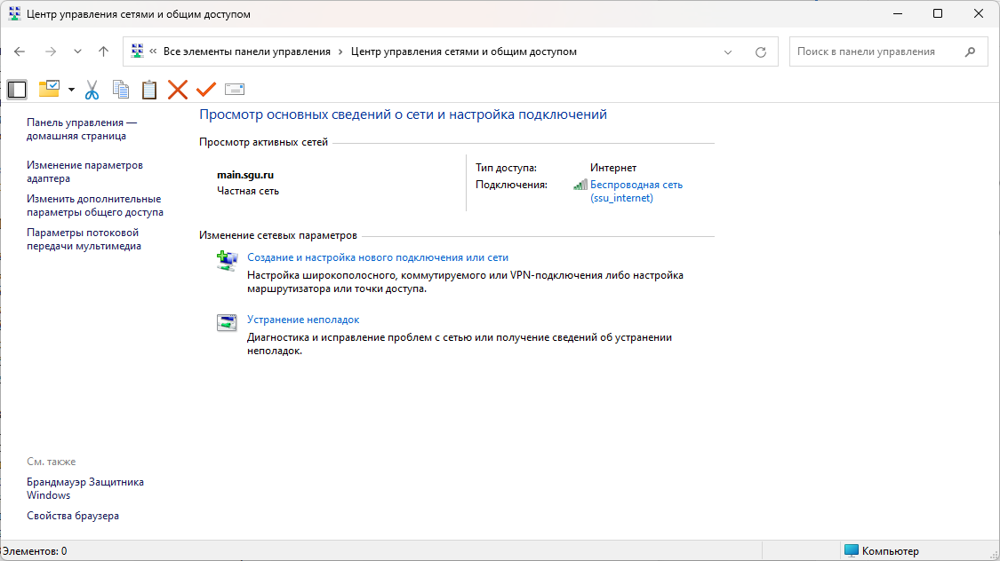 Центр управления сетями и общим доступом
« Все элементы панели управления › Центр управления сетями и общим доступом
Поиск в панели управления
Панель управления —
домашняя страница
Изменение параметров
адаптера
Изменить дополнительные
параметры общего доступа
Параметры потоковой
передачи мультимедиа
Просмотр основных сведений о сети и настройка подключений
Просмотр активных сетей
main.sgu.ru
Частная сеть
Тип доступа: Интернет
Подключения: Беспроводная сеть
(ssu_internet)
Изменение сетевых параметров
Создание и настройка нового подключения или сети
Настройка широкополосного, коммутируемого или VPN-подключения либо настройка
маршрутизатора или точки доступа.
Устранение неполадок
Диагностика и исправление проблем с сетью или получение сведений об устранении
неполадок.
См. также
Брандмауэр Защитника
Windows
Свойства браузера
Элементов: 0
Компьютер